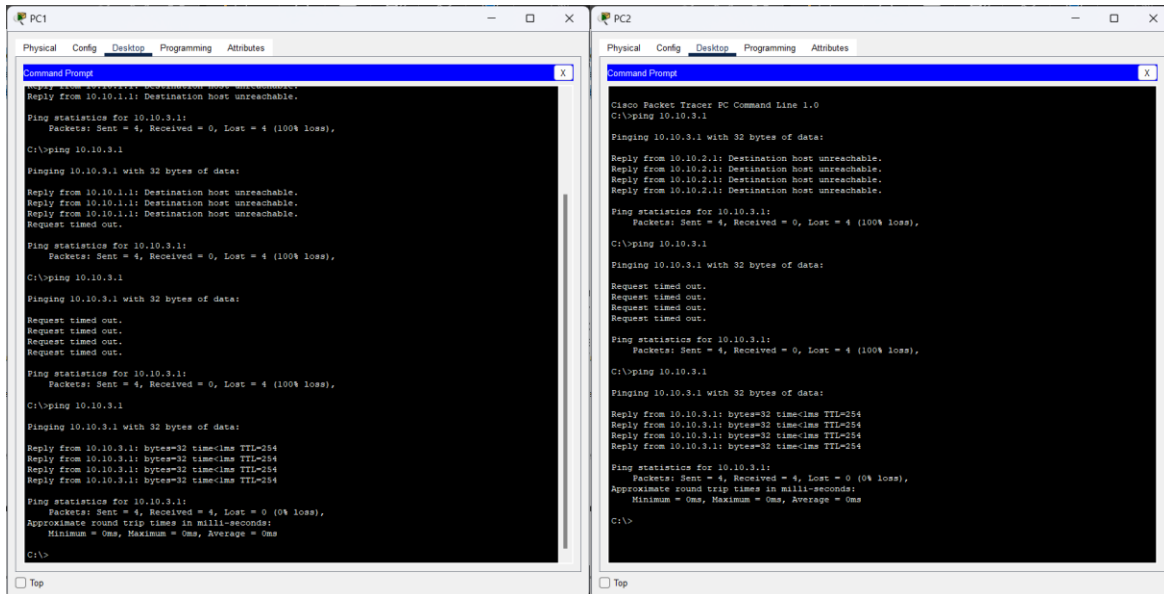 PC1
Physical Config Desktop Programming Attributes
Command Prompt X
Reply from 10.10.1.1: Destination host unreachable.
Reply from 10.10.1.1: Destination host unreachable.
Ping statistics for 10.10.3.1:
Packets: Sent = 4, Received = 0, Lost = 4 (100% loss),
C:\>ping 10.10.3.1
Pinging 10.10.3.1 with 32 bytes of data:
Reply from 10.10.1.1: Destination host unreachable.
Reply from 10.10.1.1: Destination host unreachable.
Reply from 10.10.1.1: Destination host unreachable.
Request timed out.
Ping statistics for 10.10.3.1:
Packets: Sent = 4, Received = 0, Lost = 4 (100% loss),
C:\>ping 10.10.3.1
Pinging 10.10.3.1 with 32 bytes of data:
Request timed out.
Request timed out.
Request timed out.
Request timed out.
Ping statistics for 10.10.3.1:
Packets: Sent = 4, Received = 0, Lost = 4 (100% loss),
C:\>ping 10.10.3.1
Pinging 10.10.3.1 with 32 bytes of data:
Reply from 10.10.3.1: bytes=32 time<1ms TTL=254
Reply from 10.10.3.1: bytes=32 time<1ms TTL=254
Reply from 10.10.3.1: bytes=32 time<1ms TTL=254
Reply from 10.10.3.1: bytes=32 time<1ms TTL=254
Ping statistics for 10.10.3.1:
Packets: Sent = 4, Received = 4, Lost = 0 (0% loss),
Approximate round trip times in milli-seconds:
Minimum = 0ms, Maximum = 0ms, Average = 0ms
C:\>
Top
PC2
Physical Config Desktop Programming Attributes
Command Prompt X
Cisco Packet Tracer PC Command Line 1.0
C:\>ping 10.10.3.1
Pinging 10.10.3.1 with 32 bytes of data:
Reply from 10.10.2.1: Destination host unreachable.
Reply from 10.10.2.1: Destination host unreachable.
Reply from 10.10.2.1: Destination host unreachable.
Reply from 10.10.2.1: Destination host unreachable.
Ping statistics for 10.10.3.1:
Packets: Sent = 4, Received = 0, Lost = 4 (100% loss),
C:\>ping 10.10.3.1
Pinging 10.10.3.1 with 32 bytes of data:
Request timed out.
Request timed out.
Request timed out.
Request timed out.
Ping statistics for 10.10.3.1:
Packets: Sent = 4, Received = 0, Lost = 4 (100% loss),
C:\>ping 10.10.3.1
Pinging 10.10.3.1 with 32 bytes of data:
Reply from 10.10.3.1: bytes=32 time<1ms TTL=254
Reply from 10.10.3.1: bytes=32 time<1ms TTL=254
Reply from 10.10.3.1: bytes=32 time<1ms TTL=254
Reply from 10.10.3.1: bytes=32 time<1ms TTL=254
Ping statistics for 10.10.3.1:
Packets: Sent = 4, Received = 4, Lost = 0 (0% loss),
Approximate round trip times in milli-seconds:
Minimum = 0ms, Maximum = 0ms, Average = 0ms
C:\>
Top